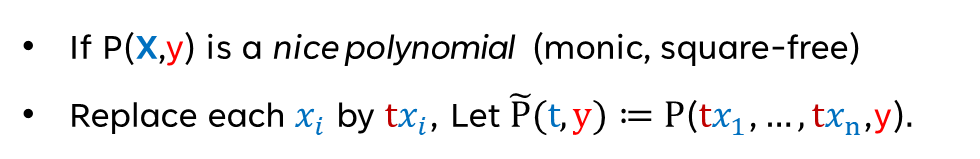 • If P(X,y) is a nice polynomial (monic, square-free)
• Replace each xᵢ by txᵢ, Let P̃(t,y) ≔ P(tx₁, …, txₙ,y).